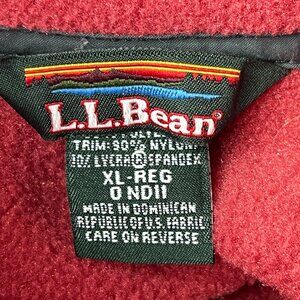 L.L.Bean®
TRIM: 90% NYLON
10% LYCRA® SPANDEX
XL-REG
0 ND11
MADE IN DOMINICAN
REPUBLIC OF U.S. FABRIC
CARE ON REVERSE